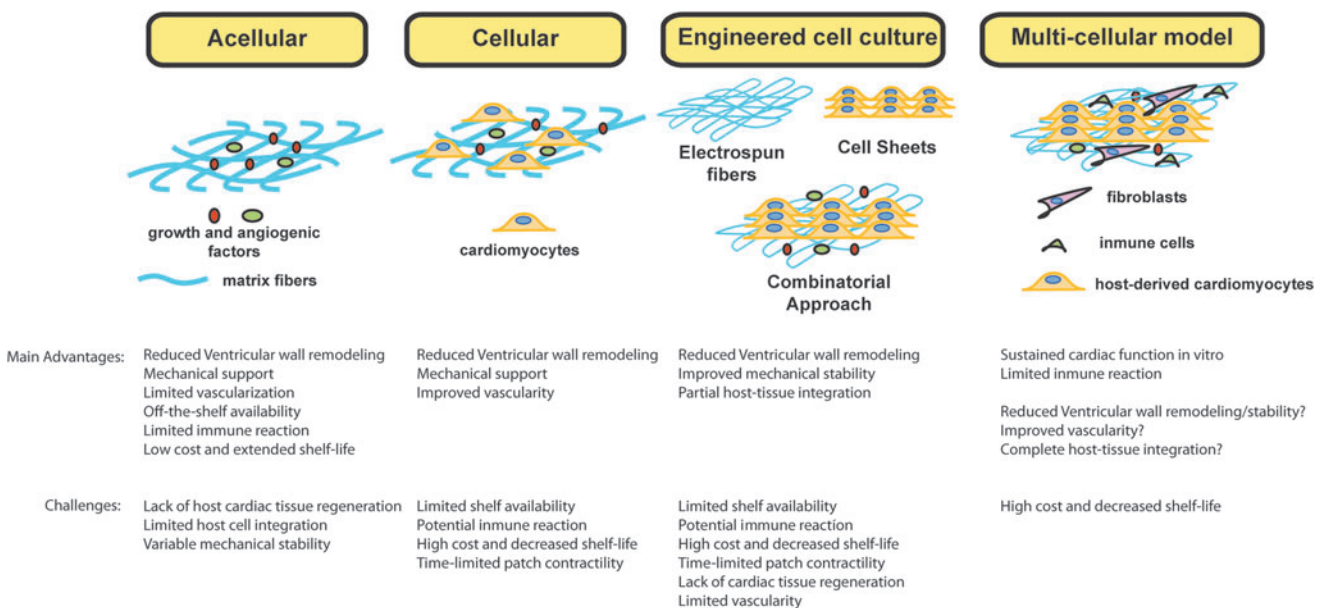 Acellular
Cellular
Engineered cell culture
Multi-cellular model
growth and angiogenic
factors
matrix fibers
cardiomyocytes
Electrospun
fibers
Cell Sheets
Combinatorial
Approach
fibroblasts
inmune cells
host-derived cardiomyocytes
Main Advantages:
Reduced Ventricular wall remodeling
Mechanical support
Limited vascularization
Off-the-shelf availability
Limited immune reaction
Low cost and extended shelf-life
Reduced Ventricular wall remodeling
Mechanical support
Improved vascularity
Reduced Ventricular wall remodeling
Improved mechanical stability
Partial host-tissue integration
Sustained cardiac function in vitro
Limited inmune reaction
Reduced Ventricular wall remodeling/stability?
Improved vascularity?
Complete host-tissue integration?
Challenges:
Lack of host cardiac tissue regeneration
Limited host cell integration
Variable mechanical stability
Limited shelf availability
Potential inmune reaction
High cost and decreased shelf-life
Time-limited patch contractility
Limited shelf availability
Potential immune reaction
High cost and decreased shelf-life
Time-limited patch contractility
Lack of cardiac tissue regeneration
Limited vascularity
High cost and decreased shelf-life